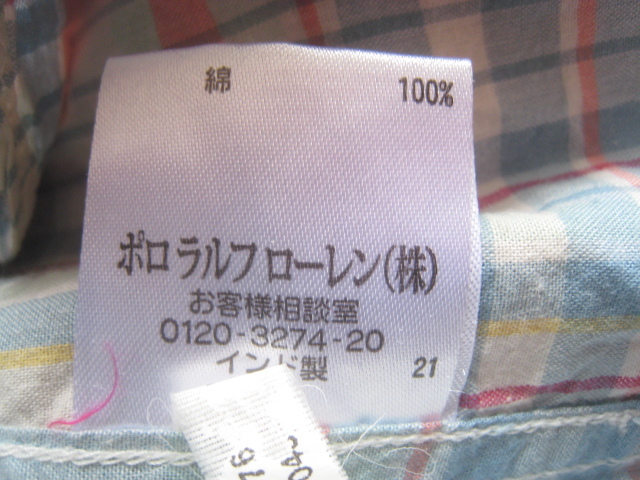 綿 100%
ポロ ラルフ ローレン(株)
お客様相談室
0120-3274-20
インド製 21